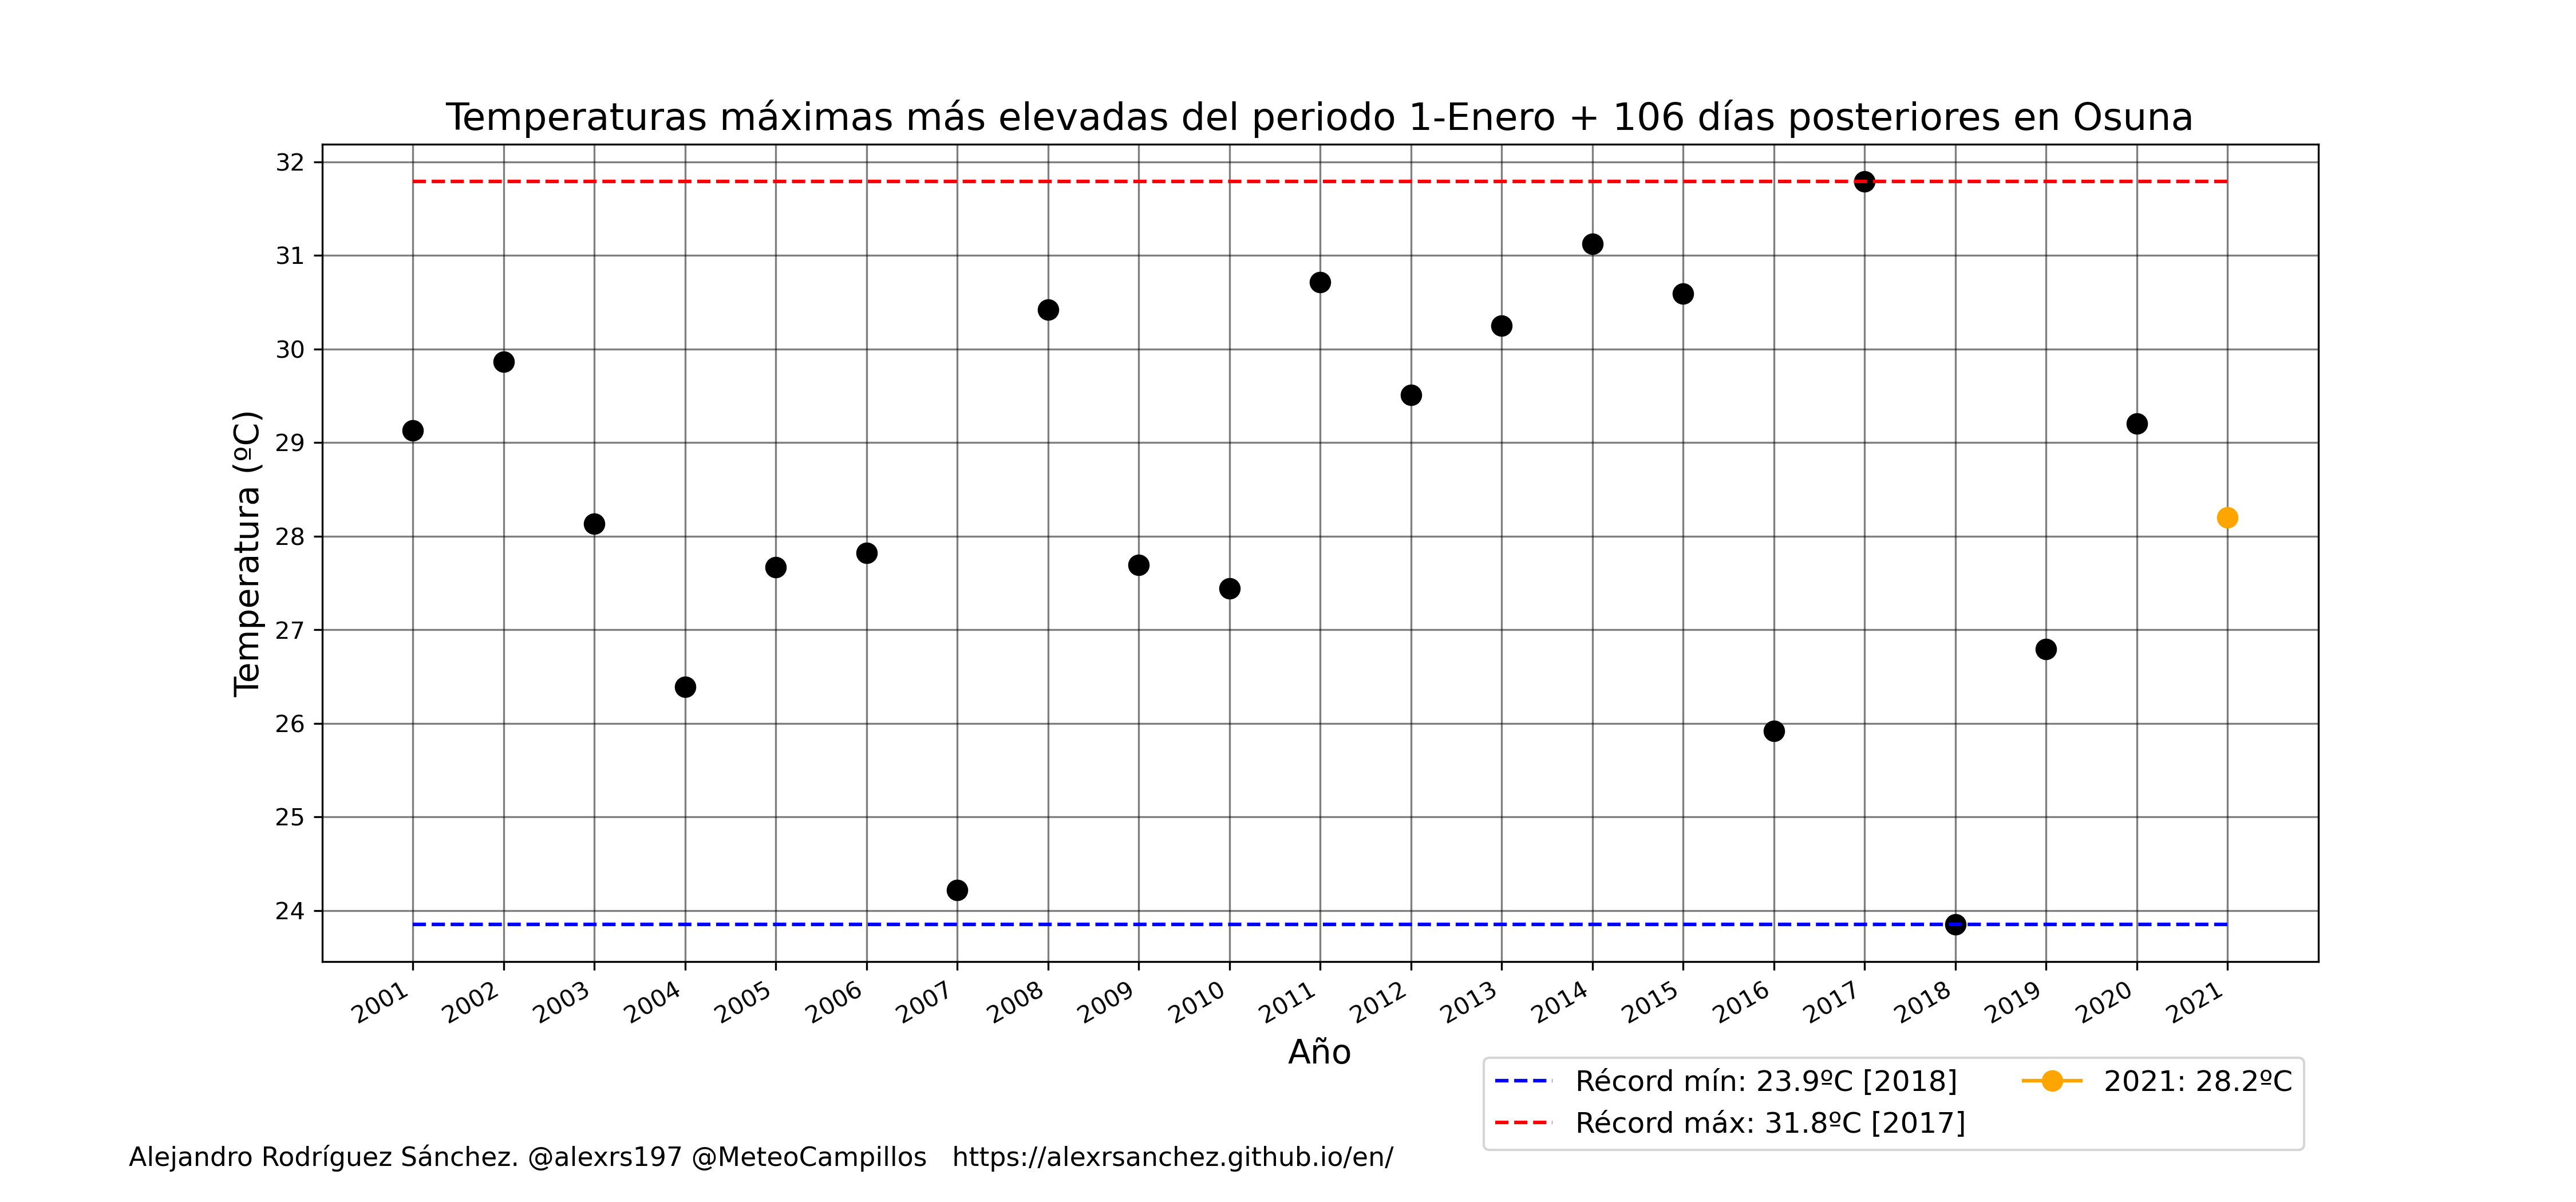 Temperaturas máximas más elevadas del periodo 1-Enero + 106 días posteriores en Osuna
Temperatura (ºC)
32
31
30
29
28
27
26
25
24
2001 2002 2003 2004 2005 2006 2007 2008 2009 2010 2011 2012 2013 2014 2015 2016 2017 2018 2019 2020 2021
Año
Récord mín: 23.9ºC [2018]
Récord máx: 31.8ºC [2017]
2021: 28.2ºC
Alejandro Rodríguez Sánchez. @alexrs197 @MeteoCampillos https://alexrsanchez.github.io/en/